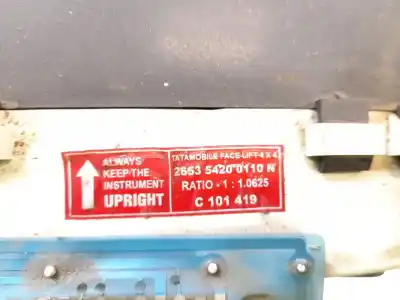 ALWAYS
KEEP THE
INSTRUMENT
UPRIGHT
TATAMOBILE FACE-LIFT 4 X 4
2653 5420 0110 N
RATIO - 1 : 1.0625
C 101 419